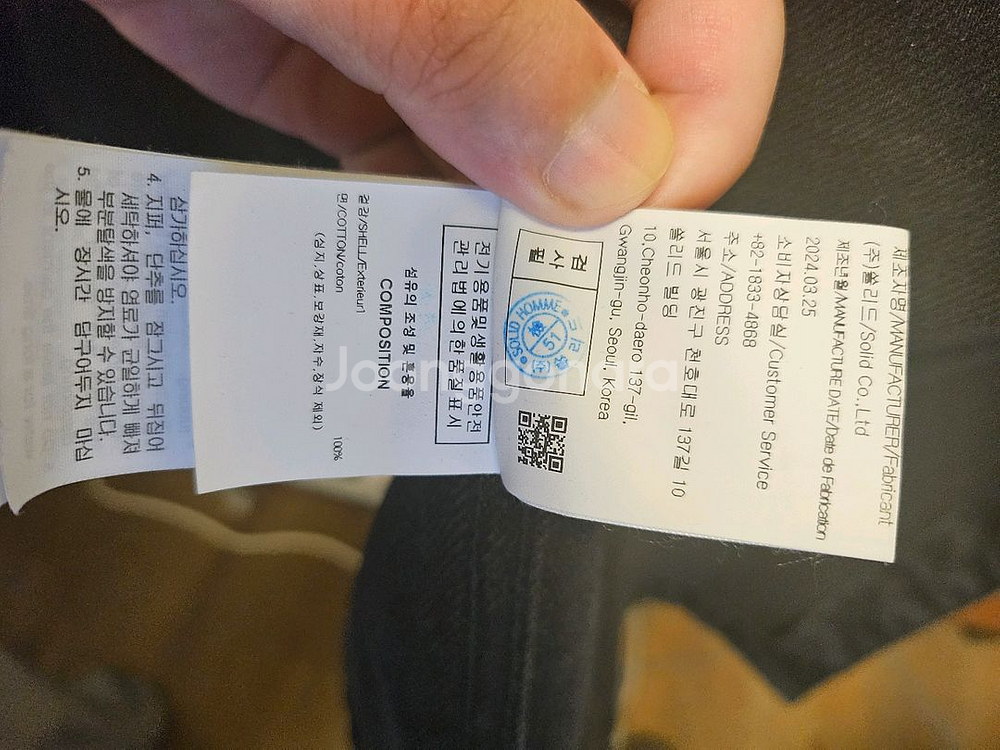 제조자명/MANUFACTURER/Fabricant
(주)쏠리드/Solid Co.,Ltd
제조년월/MANUFACTURE DATE/Date de Fabrication
2024.03.25
소비자상담실/Customer Service
+82-1833-4868
주소/ADDRESS
서울시 광진구 천호대로 137길 10
쏠리드 빌딩
10,Cheonho-daero 137-gil,
Gwangjin-gu, Seoul, Korea
검사필
SOLID HOMME
51
전기용품및생활용품안전
관리법에의한품질표시
섬유의 조성 및 혼용율
COMPOSITION
겉감/SHELL/Exterieur1
면/COTTON/coton 100%
(심지,상표,보강재,자수,장식 제외)
삼가하십시오.
4. 지퍼, 단추를 잠그시고 뒤집어
세탁하셔야 염료가 균일하게 빠져
부분탈색을 방지할 수 있습니다.
5. 물에 장시간 담구어두지 마십
시오.
Joonggonara